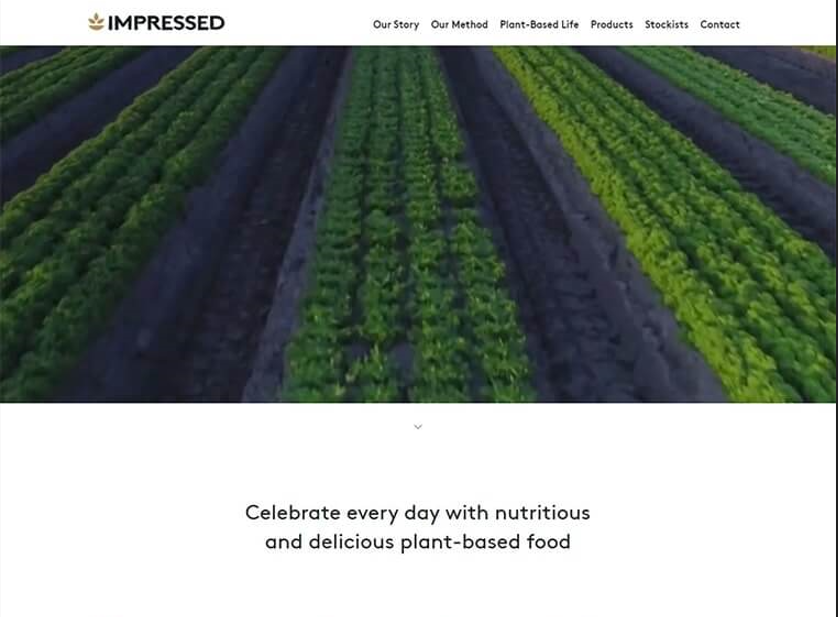 IMPRESSED
Our Story Our Method Plant-Based Life Products Stockists Contact
Celebrate every day with nutritious
and delicious plant-based food